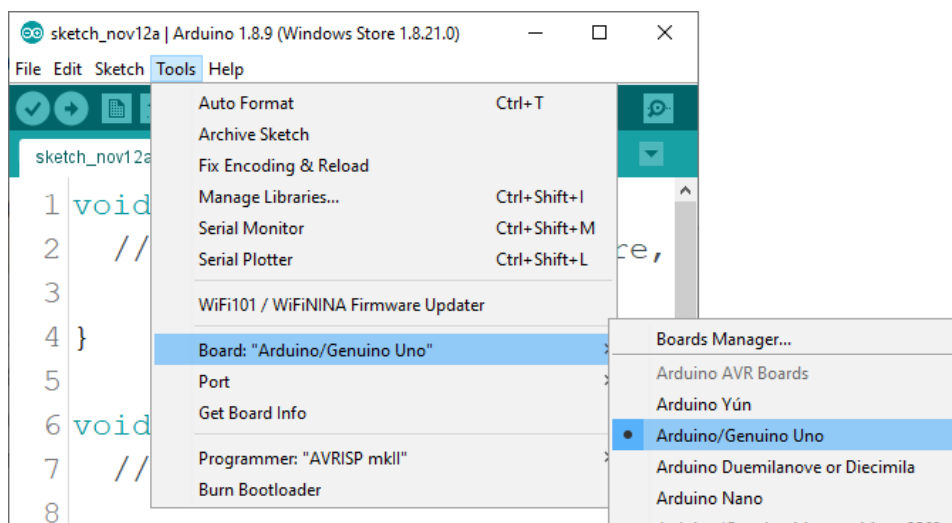 sketch_nov12a | Arduino 1.8.9 (Windows Store 1.8.21.0)
File Edit Sketch Tools Help
sketch_nov12a
Auto Format Ctrl+T
Archive Sketch
Fix Encoding & Reload
Manage Libraries... Ctrl+Shift+I
Serial Monitor Ctrl+Shift+M
Serial Plotter Ctrl+Shift+L
WiFi101 / WiFiNINA Firmware Updater
Board: "Arduino/Genuino Uno"
Port
Get Board Info
Programmer: "AVRISP mkII"
Burn Bootloader
Boards Manager...
Arduino AVR Boards
Arduino Yún
Arduino/Genuino Uno
Arduino Duemilanove or Diecimila
Arduino Nano
1 void
2 // re,
3
4 }
5
6 void
7 //
8